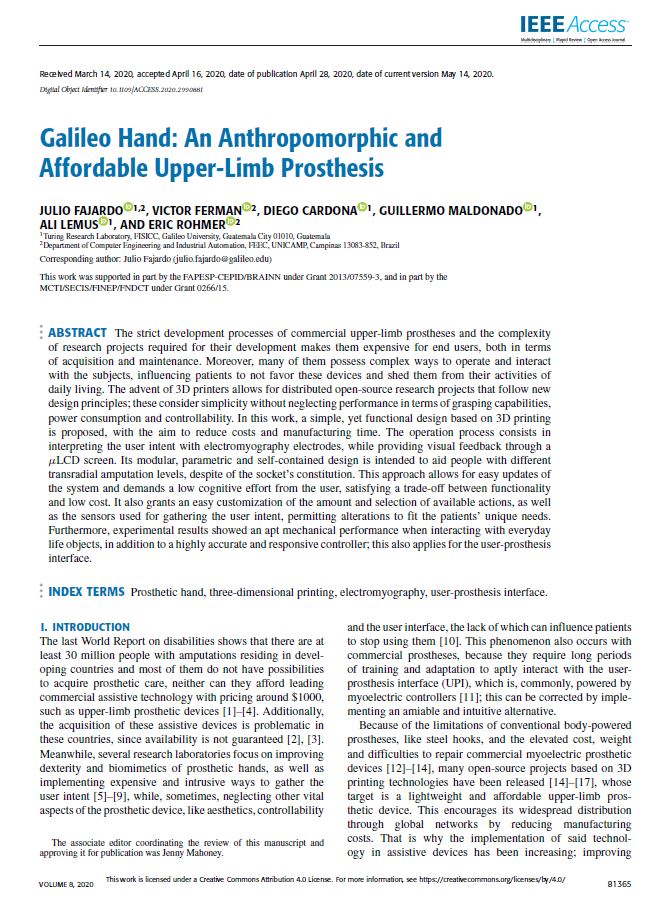 IEEE Access
Multidisciplinary | Rapid Review | Open Access Journal
Received March 14, 2020, accepted April 16, 2020, date of publication April 28, 2020, date of current version May 14, 2020.
Digital Object Identifier 10.1109/ACCESS.2020.2990881
Galileo Hand: An Anthropomorphic and
Affordable Upper-Limb Prosthesis
JULIO FAJARDO 1,2, VICTOR FERMAN 2, DIEGO CARDONA 1, GUILLERMO MALDONADO 1,
ALI LEMUS 1, AND ERIC ROHMER 2
1Turing Research Laboratory, FISICC, Galileo University, Guatemala City 01010, Guatemala
2Department of Computer Engineering and Industrial Automation, FEEC, UNICAMP, Campinas 13083-852, Brazil
Corresponding author: Julio Fajardo (julio.fajardo@galileo.edu)
This work was supported in part by the FAPESP-CEPID/BRAINN under Grant 2013/07559-3, and in part by the
MCTI/SECIS/FINEP/FNDCT under Grant 0266/15.
ABSTRACT The strict development processes of commercial upper-limb prostheses and the complexity
of research projects required for their development makes them expensive for end users, both in terms
of acquisition and maintenance. Moreover, many of them possess complex ways to operate and interact
with the subjects, influencing patients to not favor these devices and shed them from their activities of
daily living. The advent of 3D printers allows for distributed open-source research projects that follow new
design principles; these consider simplicity without neglecting performance in terms of grasping capabilities,
power consumption and controllability. In this work, a simple, yet functional design based on 3D printing
is proposed, with the aim to reduce costs and manufacturing time. The operation process consists in
interpreting the user intent with electromyography electrodes, while providing visual feedback through a
μLCD screen. Its modular, parametric and self-contained design is intended to aid people with different
transradial amputation levels, despite of the socket's constitution. This approach allows for easy updates of
the system and demands a low cognitive effort from the user, satisfying a trade-off between functionality
and low cost. It also grants an easy customization of the amount and selection of available actions, as well
as the sensors used for gathering the user intent, permitting alterations to fit the patients' unique needs.
Furthermore, experimental results showed an apt mechanical performance when interacting with everyday
life objects, in addition to a highly accurate and responsive controller; this also applies for the user-prosthesis
interface.
INDEX TERMS Prosthetic hand, three-dimensional printing, electromyography, user-prosthesis interface.
I. INTRODUCTION
The last World Report on disabilities shows that there are at
least 30 million people with amputations residing in devel-
oping countries and most of them do not have possibilities
to acquire prosthetic care, neither can they afford leading
commercial assistive technology with pricing around $1000,
such as upper-limb prosthetic devices [1]–[4]. Additionally,
the acquisition of these assistive devices is problematic in
these countries, since availability is not guaranteed [2], [3].
Meanwhile, several research laboratories focus on improving
dexterity and biomimetics of prosthetic hands, as well as
implementing expensive and intrusive ways to gather the
user intent [5]–[9], while, sometimes, neglecting other vital
aspects of the prosthetic device, like aesthetics, controllability
The associate editor coordinating the review of this manuscript and
approving it for publication was Jenny Mahoney.
and the user interface, the lack of which can influence patients
to stop using them [10]. This phenomenon also occurs with
commercial prostheses, because they require long periods
of training and adaptation to aptly interact with the user-
prosthesis interface (UPI), which is, commonly, powered by
myoelectric controllers [11]; this can be corrected by imple-
menting an amiable and intuitive alternative.
Because of the limitations of conventional body-powered
prostheses, like steel hooks, and the elevated cost, weight
and difficulties to repair commercial myoelectric prosthetic
devices [12]–[14], many open-source projects based on 3D
printing technologies have been released [14]–[17], whose
target is a lightweight and affordable upper-limb pros-
thetic device. This encourages its widespread distribution
through global networks by reducing manufacturing
costs. That is why the implementation of said technol-
ogy in assistive devices has been increasing; improving
VOLUME 8, 2020
This work is licensed under a Creative Commons Attribution 4.0 License. For more information, see https://creativecommons.org/licenses/by/4.0/
81365